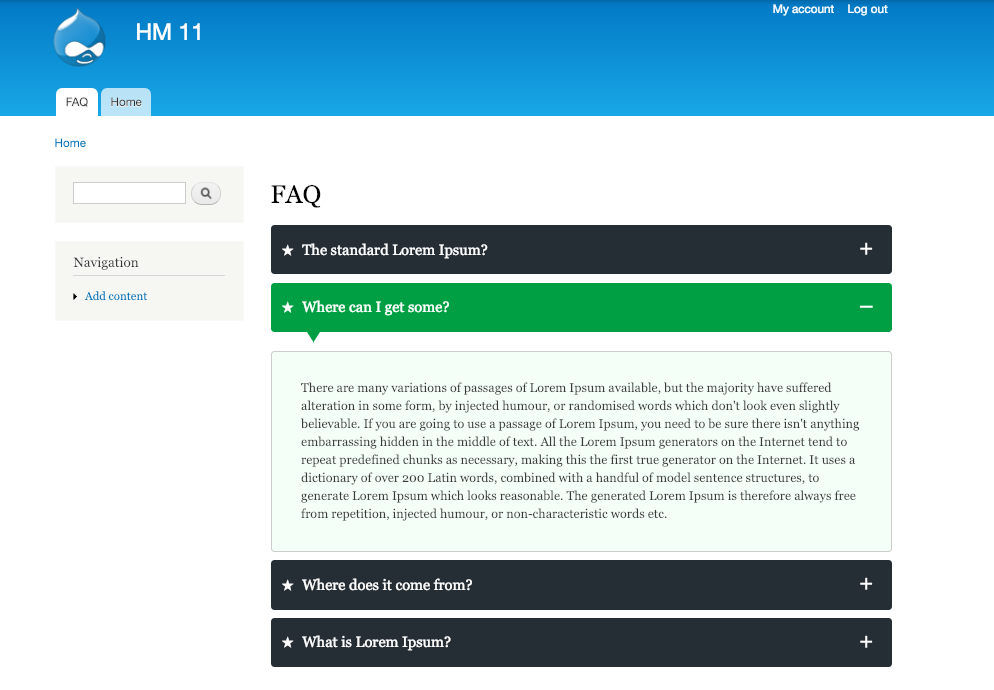 My account Log out
HM 11
FAQ Home
Home
FAQ
Navigation
Add content
★ The standard Lorem Ipsum? +
★ Where can I get some? −
There are many variations of passages of Lorem Ipsum available, but the majority have suffered
alteration in some form, by injected humour, or randomised words which don't look even slightly
believable. If you are going to use a passage of Lorem Ipsum, you need to be sure there isn't anything
embarrassing hidden in the middle of text. All the Lorem Ipsum generators on the Internet tend to
repeat predefined chunks as necessary, making this the first true generator on the Internet. It uses a
dictionary of over 200 Latin words, combined with a handful of model sentence structures, to
generate Lorem Ipsum which looks reasonable. The generated Lorem Ipsum is therefore always free
from repetition, injected humour, or non-characteristic words etc.
★ Where does it come from? +
★ What is Lorem Ipsum? +